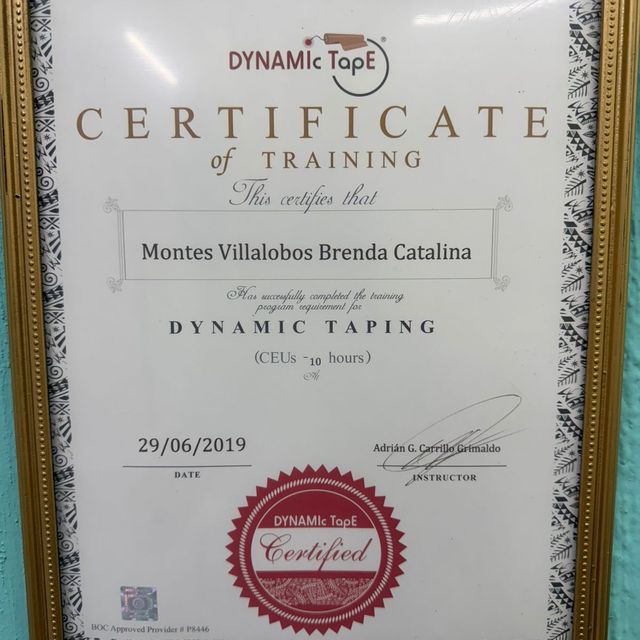 DYNAMIc TapE®
CERTIFICATE
of TRAINING
This certifies that
Montes Villalobos Brenda Catalina
Has successfully completed the training
program requirement for
DYNAMIC TAPING
(CEUs -10 hours)
At
29/06/2019
DATE
Adrián G. Carrillo Grimaldo
INSTRUCTOR
DYNAMIc TapE
Certified
BOC Approved Provider # P8446